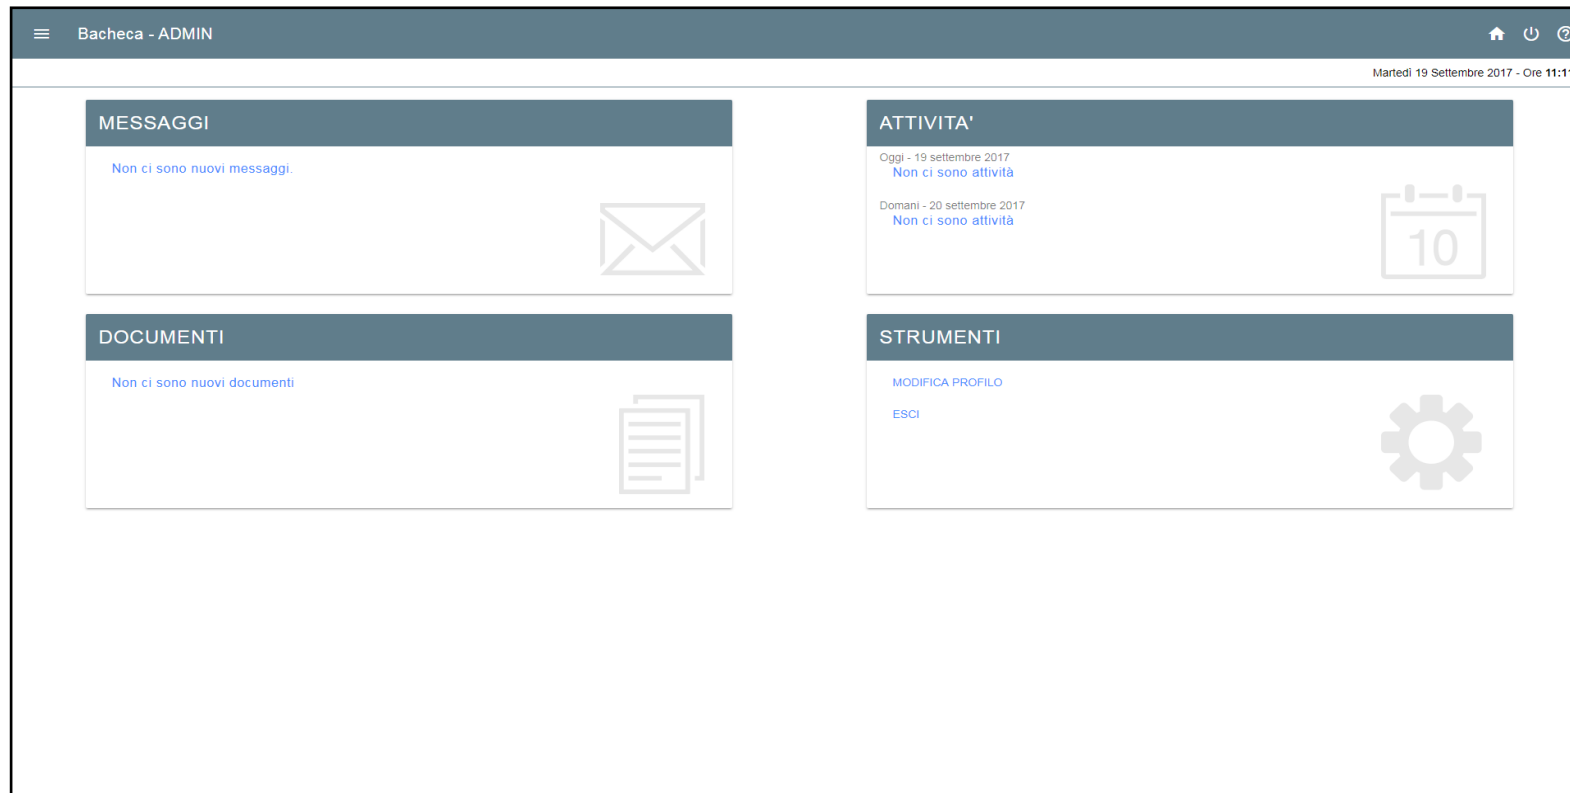 Bacheca - ADMIN
Martedì 19 Settembre 2017 - Ore 11:11
MESSAGGI
Non ci sono nuovi messaggi.
ATTIVITA'
Oggi - 19 settembre 2017
Non ci sono attività
Domani - 20 settembre 2017
Non ci sono attività
10
DOCUMENTI
Non ci sono nuovi documenti
STRUMENTI
MODIFICA PROFILO
ESCI